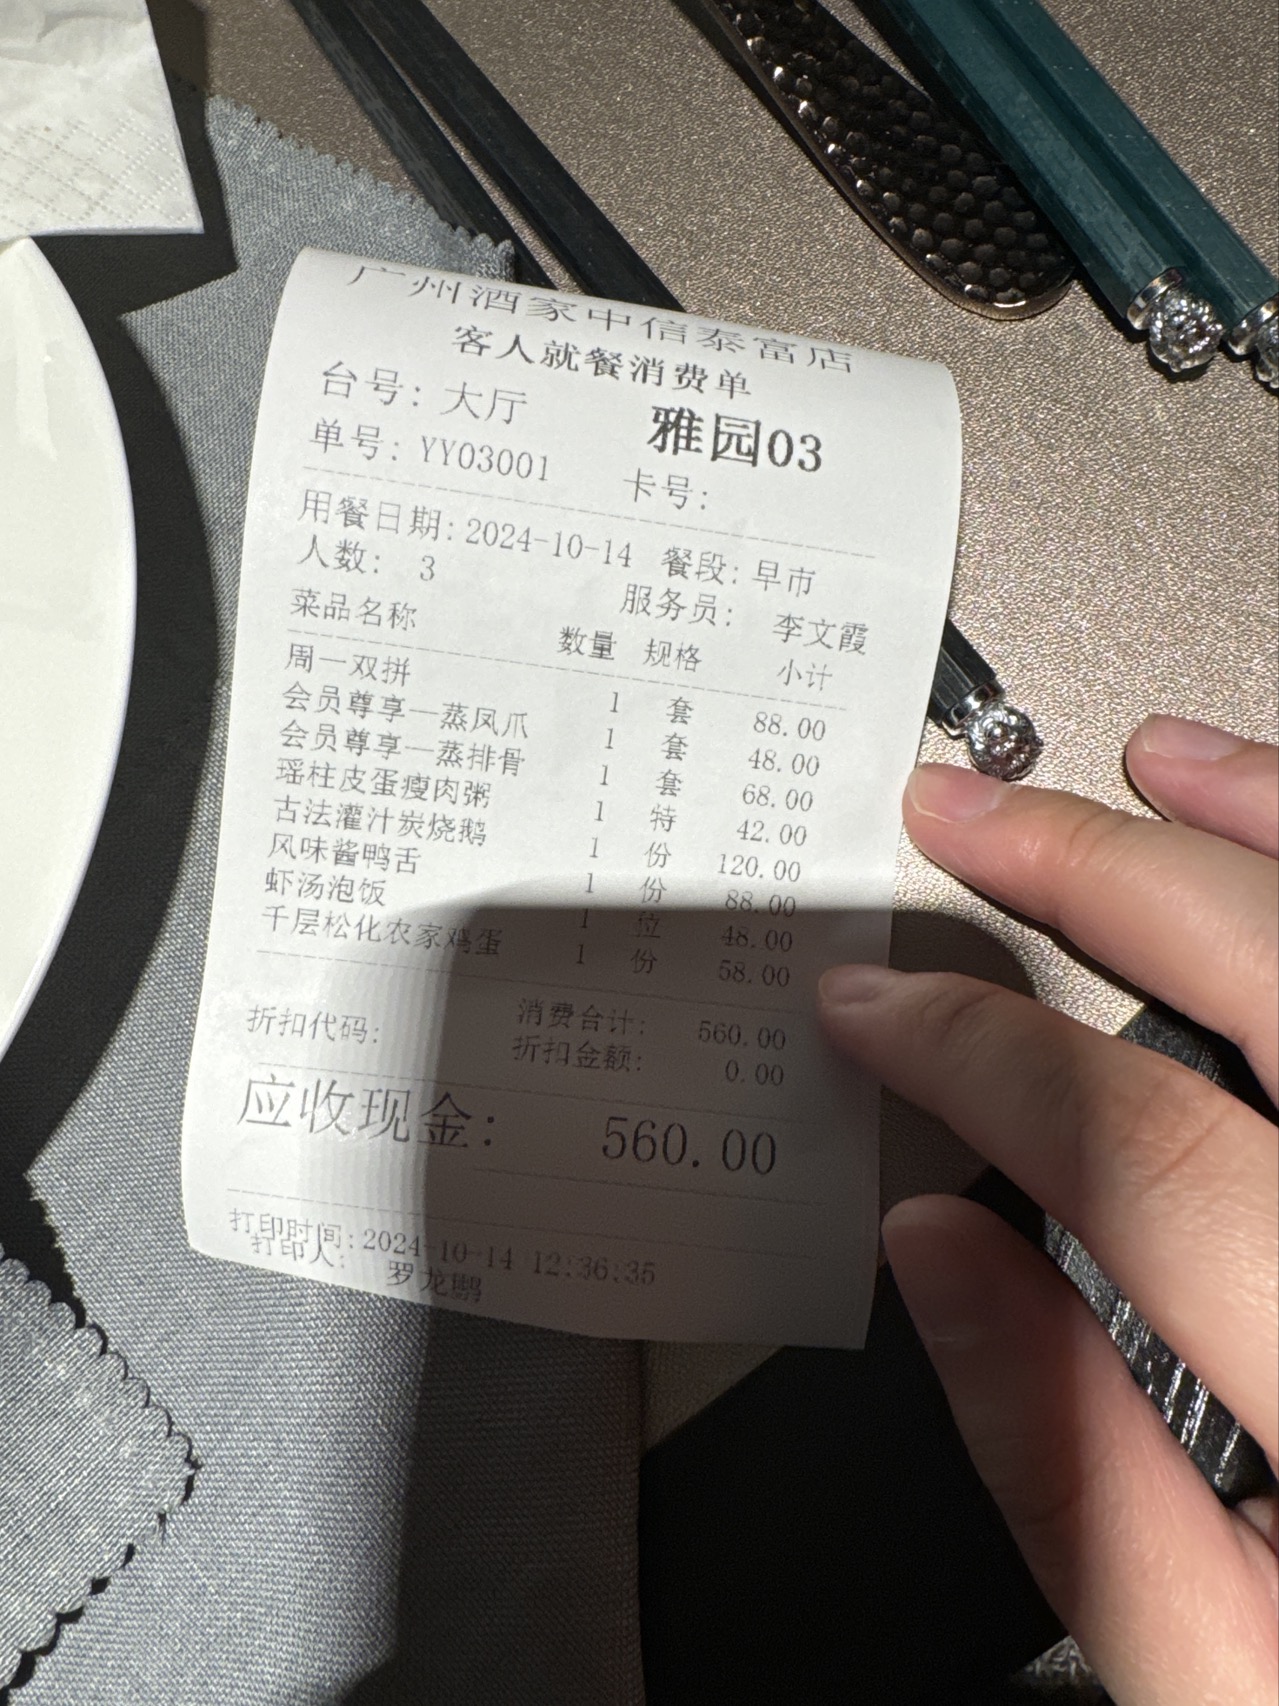 广州酒家中信泰富店
客人就餐消费单
台号: 大厅 雅园03
单号: YY03001 卡号:
用餐日期: 2024-10-14 餐段: 早市
人数: 3 服务员: 李文霞
菜品名称 数量 规格 小计
周一双拼 1 套 88.00
会员尊享—蒸凤爪 1 套 48.00
会员尊享—蒸排骨 1 套 68.00
瑶柱皮蛋瘦肉粥 1 特 42.00
古法灌汁炭烧鹅 1 份 120.00
风味酱鸭舌 1 份 88.00
虾汤泡饭 1 位 48.00
千层松化农家鸡蛋 1 份 58.00
消费合计: 560.00
折扣代码: 折扣金额: 0.00
应收现金: 560.00
打印时间: 2024-10-14 12:36:35
打印人: 罗龙鹏